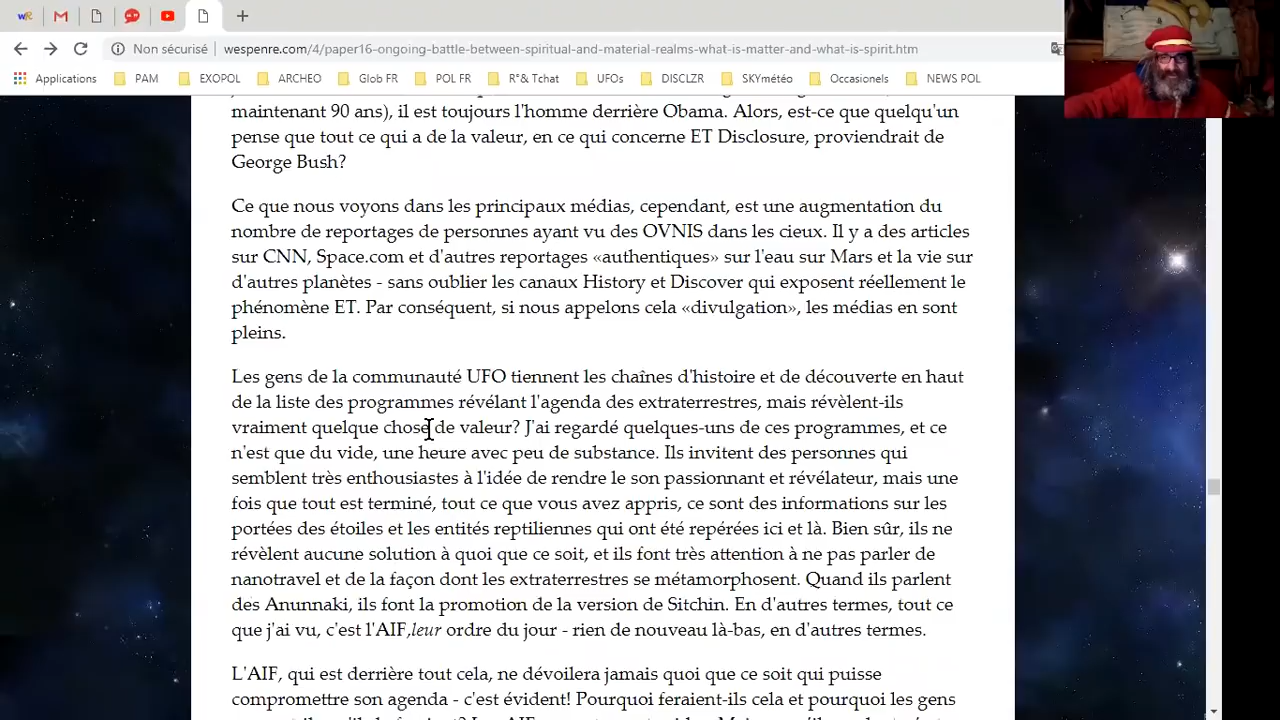 Non sécurisé
wespenre.com/4/paper16-ongoing-battle-between-spiritual-and-material-realms-what-is-matter-and-what-is-spirit.htm
Applications PAM EXOPOL ARCHEO Glob FR POL FR R°& Tchat UFOs DISCLZR SKYmétéo Occasionels NEWS POL
maintenant 90 ans), il est toujours l'homme derrière Obama. Alors, est-ce que quelqu'un
pense que tout ce qui a de la valeur, en ce qui concerne ET Disclosure, proviendrait de
George Bush?
Ce que nous voyons dans les principaux médias, cependant, est une augmentation du
nombre de reportages de personnes ayant vu des OVNIS dans les cieux. Il y a des articles
sur CNN, Space.com et d'autres reportages «authentiques» sur l'eau sur Mars et la vie sur
d'autres planètes - sans oublier les canaux History et Discover qui exposent réellement le
phénomène ET. Par conséquent, si nous appelons cela «divulgation», les médias en sont
pleins.
Les gens de la communauté UFO tiennent les chaînes d'histoire et de découverte en haut
de la liste des programmes révélant l'agenda des extraterrestres, mais révèlent-ils
vraiment quelque chose de valeur? J'ai regardé quelques-uns de ces programmes, et ce
n'est que du vide, une heure avec peu de substance. Ils invitent des personnes qui
semblent très enthousiastes à l'idée de rendre le son passionnant et révélateur, mais une
fois que tout est terminé, tout ce que vous avez appris, ce sont des informations sur les
portées des étoiles et les entités reptiliennes qui ont été repérées ici et là. Bien sûr, ils ne
révèlent aucune solution à quoi que ce soit, et ils font très attention à ne pas parler de
nanotravel et de la façon dont les extraterrestres se métamorphosent. Quand ils parlent
des Anunnaki, ils font la promotion de la version de Sitchin. En d'autres termes, tout ce
que j'ai vu, c'est l'AIF,leur ordre du jour - rien de nouveau là-bas, en d'autres termes.
L'AIF, qui est derrière tout cela, ne dévoilera jamais quoi que ce soit qui puisse
compromettre son agenda - c'est évident! Pourquoi feraient-ils cela et pourquoi les gens